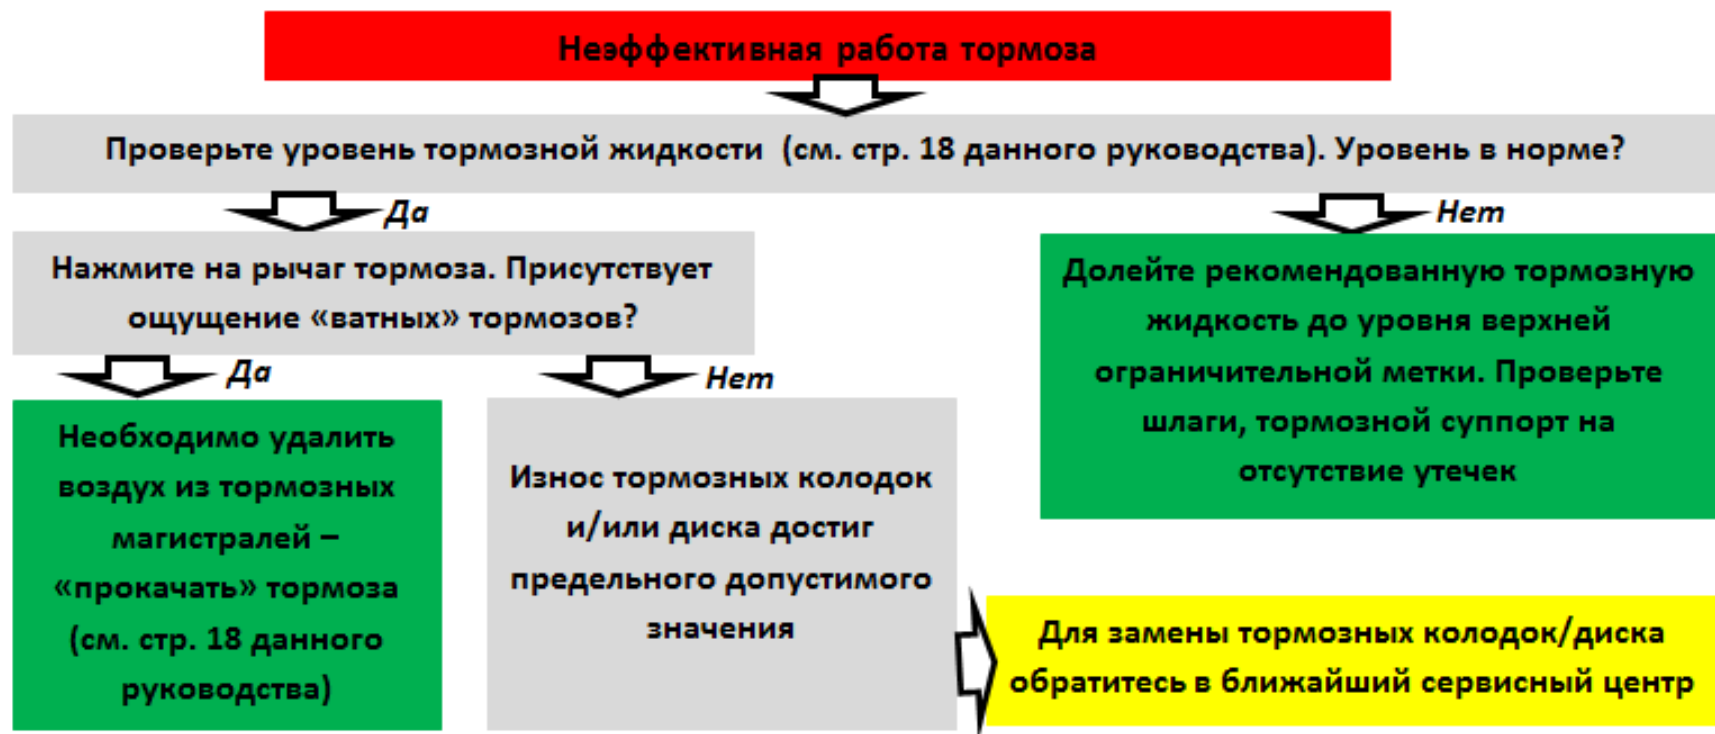 Неэффективная работа тормоза
Проверьте уровень тормозной жидкости (см. стр. 18 данного руководства). Уровень в норме?
Да
Нет
Нажмите на рычаг тормоза. Присутствует
ощущение «ватных» тормозов?
Долейте рекомендованную тормозную
жидкость до уровня верхней
ограничительной метки. Проверьте
шлаги, тормозной суппорт на
отсутствие утечек
Да
Нет
Необходимо удалить
воздух из тормозных
магистралей –
«прокачать» тормоза
(см. стр. 18 данного
руководства)
Износ тормозных колодок
и/или диска достиг
предельного допустимого
значения
Для замены тормозных колодок/диска
обратитесь в ближайший сервисный центр